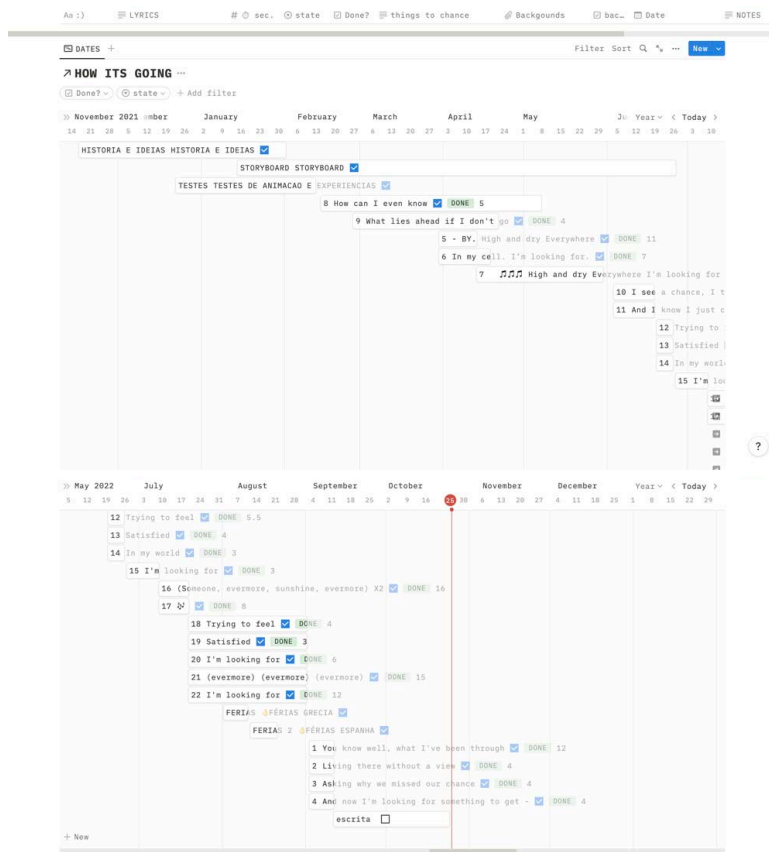 Aa :) LYRICS # ⏱ sec. state Done? things to chance Backgounds bac… Date NOTES
DATES +
Filter Sort ··· New
↗ HOW ITS GOING ···
Done? state + Add filter
November 2021 mber January February March April May Ju Year < Today >
14 21 28 5 12 19 26 2 9 16 23 30 6 13 20 27 6 13 20 27 3 10 17 24 1 8 15 22 29 5 12 19 26 3 10
HISTORIA E IDEIAS HISTORIA E IDEIAS
STORYBOARD STORYBOARD
TESTES TESTES DE ANIMACAO E EXPERIENCIAS
8 How can I even know DONE 5
9 What lies ahead if I don't go DONE 4
5 - BY. High and dry Everywhere DONE 11
6 In my cell. I'm looking for. DONE 7
7 🎵🎵🎵 High and dry Everywhere I'm looking for
10 I see a chance, I t
11 And I know I just c
12 Trying to
13 Satisfied
14 In my worl
15 I'm loo
?
May 2022 July August September October November December Year < Today >
5 12 19 26 3 10 17 24 31 7 14 21 28 4 11 18 25 2 9 16 25 30 6 13 20 27 4 11 18 25 1 8 15 22 29
12 Trying to feel DONE 5.5
13 Satisfied DONE 4
14 In my world DONE 3
15 I'm looking for DONE 3
16 (Someone, evermore, sunshine, evermore) X2 DONE 16
17 🎶 DONE 8
18 Trying to feel DONE 4
19 Satisfied DONE 3
20 I'm looking for DONE 6
21 (evermore) (evermore) (evermore) DONE 15
22 I'm looking for DONE 12
FERIAS FÉRIAS GRECIA
FERIAS 2 FÉRIAS ESPANHA
1 You know well, what I've been through DONE 12
2 Living there without a view DONE 4
3 Asking why we missed our chance DONE 4
4 And now I'm looking for something to get - DONE 4
escrita
+ New